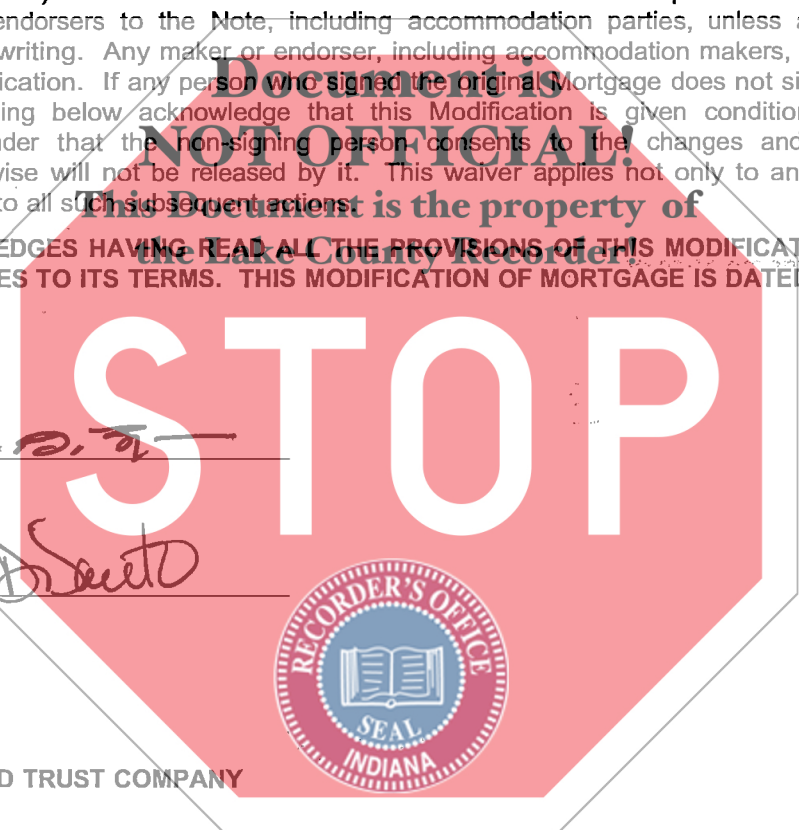 endorsers to the Note, including accommodation parties, unless a
writing. Any maker or endorser, including accommodation makers,
ication. If any person who signed the original Mortgage does not si
ing below acknowledge that this Modification is given condition
nder that the non-signing person consents to the changes and
vise will not be released by it. This waiver applies not only to an
to all such subsequent actions.
Document is
NOT OFFICIAL!
This Document is the property of
the Lake County Recorder!
EDGES HAVING READ ALL THE PROVISIONS OF THIS MODIFICAT
ES TO ITS TERMS. THIS MODIFICATION OF MORTGAGE IS DATED
STOP
RECORDER'S OFFICE
SEAL
INDIANA
D TRUST COMPANY